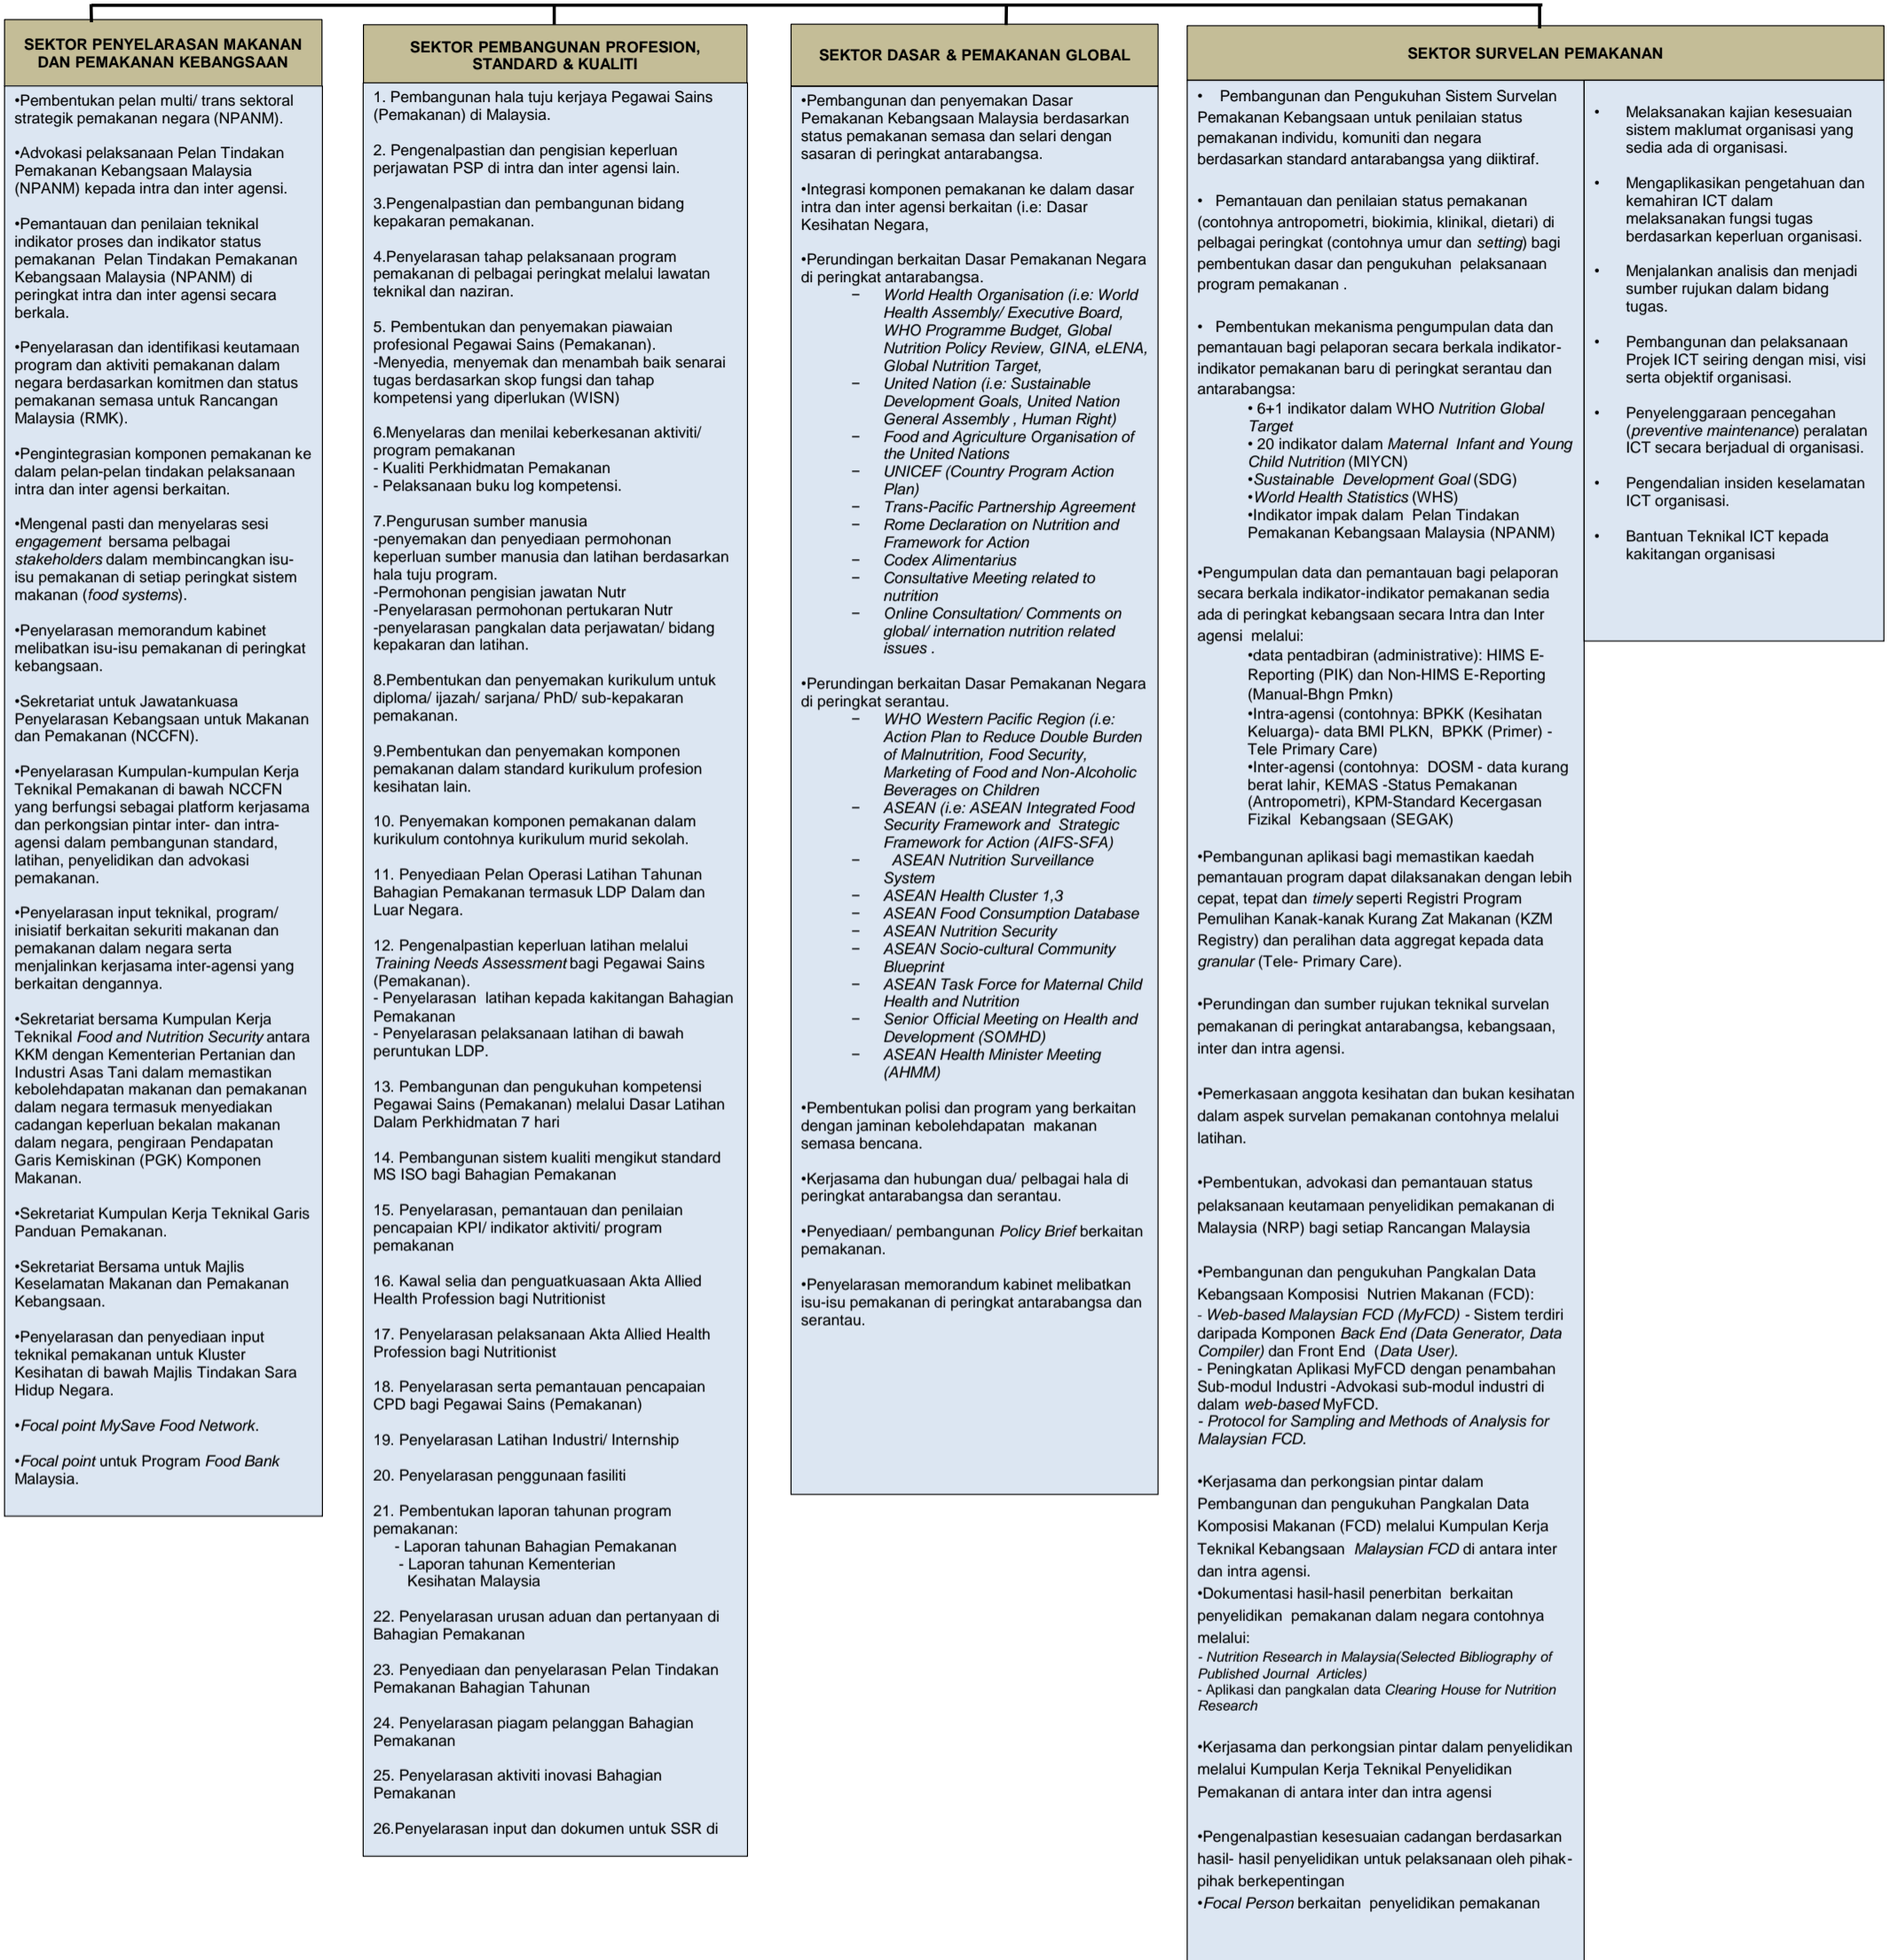 SEKTOR PENYELARASAN MAKANAN
DAN PEMAKANAN KEBANGSAAN
•Pembentukan pelan multi/ trans sektoral
strategik pemakanan negara (NPANM).
•Advokasi pelaksanaan Pelan Tindakan
Pemakanan Kebangsaan Malaysia
(NPANM) kepada intra dan inter agensi.
•Pemantauan dan penilaian teknikal
indikator proses dan indikator status
pemakanan  Pelan Tindakan Pemakanan
Kebangsaan Malaysia (NPANM) di
peringkat intra dan inter agensi secara
berkala.
•Penyelarasan dan identifikasi keutamaan
program dan aktiviti pemakanan dalam
negara berdasarkan komitmen dan status
pemakanan semasa untuk Rancangan
Malaysia (RMK).
•Pengintegrasian komponen pemakanan ke
dalam pelan-pelan tindakan pelaksanaan
intra dan inter agensi berkaitan.
•Mengenal pasti dan menyelaras sesi
engagement  bersama pelbagai
stakeholders dalam membincangkan isu-
isu pemakanan di setiap peringkat sistem
makanan (food systems).
•Penyelarasan memorandum kabinet
melibatkan isu-isu pemakanan di peringkat
kebangsaan.
•Sekretariat untuk Jawatankuasa
Penyelarasan Kebangsaan untuk Makanan
dan Pemakanan (NCCFN).
•Penyelarasan Kumpulan-kumpulan Kerja
Teknikal Pemakanan di bawah NCCFN
yang berfungsi sebagai platform kerjasama
dan perkongsian pintar inter- dan intra-
agensi dalam pembangunan standard,
latihan, penyelidikan dan advokasi
pemakanan.
•Penyelarasan input teknikal, program/
inisiatif berkaitan sekuriti makanan dan
pemakanan dalam negara serta
menjalinkan kerjasama inter-agensi yang
berkaitan dengannya.
•Sekretariat bersama Kumpulan Kerja
Teknikal Food and Nutrition Security antara
KKM dengan Kementerian Pertanian dan
Industri Asas Tani dalam memastikan
kebolehdapatan makanan dan pemakanan
dalam negara termasuk menyediakan
cadangan keperluan bekalan makanan
dalam negara, pengiraan Pendapatan
Garis Kemiskinan (PGK) Komponen
Makanan.
•Sekretariat Kumpulan Kerja Teknikal Garis
Panduan Pemakanan.
•Sekretariat Bersama untuk Majlis
Keselamatan Makanan dan Pemakanan
Kebangsaan.
•Penyelarasan dan penyediaan input
teknikal pemakanan untuk Kluster
Kesihatan di bawah Majlis Tindakan Sara
Hidup Negara.
•Focal point MySave Food Network.
•Focal point untuk Program Food Bank
Malaysia.
SEKTOR PEMBANGUNAN PROFESION,
STANDARD & KUALITI
1. Pembangunan hala tuju kerjaya Pegawai Sains
(Pemakanan) di Malaysia.
2. Pengenalpastian dan pengisian keperluan
perjawatan PSP di intra dan inter agensi lain.
3.Pengenalpastian dan pembangunan bidang
kepakaran pemakanan.
4.Penyelarasan tahap pelaksanaan program
pemakanan di pelbagai peringkat melalui lawatan
teknikal dan naziran.
5. Pembentukan dan penyemakan piawaian
profesional Pegawai Sains (Pemakanan).
-Menyedia, menyemak dan menambah baik senarai
tugas berdasarkan skop fungsi dan tahap
kompetensi yang diperlukan (WISN)
6.Menyelaras dan menilai keberkesanan aktiviti/
program pemakanan
- Kualiti Perkhidmatan Pemakanan
- Pelaksanaan buku log kompetensi.
7.Pengurusan sumber manusia
-penyemakan dan penyediaan permohonan
keperluan sumber manusia dan latihan berdasarkan
hala tuju program.
-Permohonan pengisian jawatan Nutr
-Penyelarasan permohonan pertukaran Nutr
-penyelarasan pangkalan data perjawatan/ bidang
kepakaran dan latihan.
8.Pembentukan dan penyemakan kurikulum untuk
diploma/ ijazah/ sarjana/ PhD/ sub-kepakaran
pemakanan.
9.Pembentukan dan penyemakan komponen
pemakanan dalam standard kurikulum profesion
kesihatan lain.
10. Penyemakan komponen pemakanan dalam
kurikulum contohnya kurikulum murid sekolah.
11. Penyediaan Pelan Operasi Latihan Tahunan
Bahagian Pemakanan termasuk LDP Dalam dan
Luar Negara.
12. Pengenalpastian keperluan latihan melalui
Training Needs Assessment bagi Pegawai Sains
(Pemakanan).
- Penyelarasan  latihan kepada kakitangan Bahagian
Pemakanan
- Penyelarasan pelaksanaan latihan di bawah
peruntukan LDP.
13. Pembangunan dan pengukuhan kompetensi
Pegawai Sains (Pemakanan) melalui Dasar Latihan
Dalam Perkhidmatan 7 hari
14. Pembangunan sistem kualiti mengikut standard
MS ISO bagi Bahagian Pemakanan
15. Penyelarasan, pemantauan dan penilaian
pencapaian KPI/ indikator aktiviti/ program
pemakanan
16. Kawal selia dan penguatkuasaan Akta Allied
Health Profession bagi Nutritionist
17. Penyelarasan pelaksanaan Akta Allied Health
Profession bagi Nutritionist
18. Penyelarasan serta pemantauan pencapaian
CPD bagi Pegawai Sains (Pemakanan)
19. Penyelarasan Latihan Industri/ Internship
20. Penyelarasan penggunaan fasiliti
21. Pembentukan laporan tahunan program
pemakanan:
- Laporan tahunan Bahagian Pemakanan
- Laporan tahunan Kementerian
Kesihatan Malaysia
22. Penyelarasan urusan aduan dan pertanyaan di
Bahagian Pemakanan
23. Penyediaan dan penyelarasan Pelan Tindakan
Pemakanan Bahagian Tahunan
24. Penyelarasan piagam pelanggan Bahagian
Pemakanan
25. Penyelarasan aktiviti inovasi Bahagian
Pemakanan
26.Penyelarasan input dan dokumen untuk SSR di
SEKTOR DASAR & PEMAKANAN GLOBAL
•Pembangunan dan penyemakan Dasar
Pemakanan Kebangsaan Malaysia berdasarkan
status pemakanan semasa dan selari dengan
sasaran di peringkat antarabangsa.
•Integrasi komponen pemakanan ke dalam dasar
intra dan inter agensi berkaitan (i.e: Dasar
Kesihatan Negara,
•Perundingan berkaitan Dasar Pemakanan Negara
di peringkat antarabangsa.
– World Health Organisation (i.e: World
Health Assembly/ Executive Board,
WHO Programme Budget, Global
Nutrition Policy Review, GINA, eLENA,
Global Nutrition Target,
– United Nation (i.e: Sustainable
Development Goals, United Nation
General Assembly , Human Right)
– Food and Agriculture Organisation of
the United Nations
– UNICEF (Country Program Action
Plan)
– Trans-Pacific Partnership Agreement
– Rome Declaration on Nutrition and
Framework for Action
– Codex Alimentarius
– Consultative Meeting related to
nutrition
– Online Consultation/ Comments on
global/ internation nutrition related
issues .
•Perundingan berkaitan Dasar Pemakanan Negara
di peringkat serantau.
– WHO Western Pacific Region (i.e:
Action Plan to Reduce Double Burden
of Malnutrition, Food Security,
Marketing of Food and Non-Alcoholic
Beverages on Children
– ASEAN (i.e: ASEAN Integrated Food
Security Framework and  Strategic
Framework for Action (AIFS-SFA)
– ASEAN Nutrition Surveillance
System
– ASEAN Health Cluster 1,3
– ASEAN Food Consumption Database
– ASEAN Nutrition Security
– ASEAN Socio-cultural Community
Blueprint
– ASEAN Task Force for Maternal Child
Health and Nutrition
– Senior Official Meeting on Health and
Development (SOMHD)
– ASEAN Health Minister Meeting
(AHMM)
•Pembentukan polisi dan program yang berkaitan
dengan jaminan kebolehdapatan  makanan
semasa bencana.
•Kerjasama dan hubungan dua/ pelbagai hala di
peringkat antarabangsa dan serantau.
•Penyediaan/ pembangunan Policy Brief berkaitan
pemakanan.
•Penyelarasan memorandum kabinet melibatkan
isu-isu pemakanan di peringkat antarabangsa dan
serantau.
SEKTOR SURVELAN PEMAKANAN
• Pembangunan dan Pengukuhan Sistem Survelan
Pemakanan Kebangsaan untuk penilaian status
pemakanan individu, komuniti dan negara
berdasarkan standard antarabangsa yang diiktiraf.
• Pemantauan dan penilaian status pemakanan
(contohnya antropometri, biokimia, klinikal, dietari) di
pelbagai peringkat (contohnya umur dan setting) bagi
pembentukan dasar dan pengukuhan  pelaksanaan
program pemakanan .
• Pembentukan mekanisma pengumpulan data dan
pemantauan bagi pelaporan secara berkala indikator-
indikator pemakanan baru di peringkat serantau dan
antarabangsa:
• 6+1 indikator dalam WHO Nutrition Global
Target
• 20 indikator dalam Maternal  Infant and Young
Child Nutrition (MIYCN)
•Sustainable  Development Goal (SDG)
•World Health Statistics (WHS)
•Indikator impak dalam  Pelan Tindakan
Pemakanan Kebangsaan Malaysia (NPANM)
•Pengumpulan data dan pemantauan bagi pelaporan
secara berkala indikator-indikator pemakanan sedia
ada di peringkat kebangsaan secara Intra dan Inter
agensi  melalui:
•data pentadbiran (administrative): HIMS E-
Reporting (PIK) dan Non-HIMS E-Reporting
(Manual-Bhgn Pmkn)
•Intra-agensi (contohnya: BPKK (Kesihatan
Keluarga)- data BMI PLKN,  BPKK (Primer) -
Tele Primary Care)
•Inter-agensi (contohnya:  DOSM - data kurang
berat lahir, KEMAS -Status Pemakanan
(Antropometri), KPM-Standard Kecergasan
Fizikal  Kebangsaan (SEGAK)
•Pembangunan aplikasi bagi memastikan kaedah
pemantauan program dapat dilaksanakan dengan lebih
cepat, tepat dan timely seperti Registri Program
Pemulihan Kanak-kanak Kurang Zat Makanan (KZM
Registry) dan peralihan data aggregat kepada data
granular (Tele- Primary Care).
•Perundingan dan sumber rujukan teknikal survelan
pemakanan di peringkat antarabangsa, kebangsaan,
inter dan intra agensi.
•Pemerkasaan anggota kesihatan dan bukan kesihatan
dalam aspek survelan pemakanan contohnya melalui
latihan.
•Pembentukan, advokasi dan pemantauan status
pelaksanaan keutamaan penyelidikan pemakanan di
Malaysia (NRP) bagi setiap Rancangan Malaysia
•Pembangunan dan pengukuhan Pangkalan Data
Kebangsaan Komposisi  Nutrien Makanan (FCD):
- Web-based Malaysian FCD (MyFCD) - Sistem terdiri
daripada Komponen Back End (Data Generator, Data
Compiler) dan Front End  (Data User).
- Peningkatan Aplikasi MyFCD dengan penambahan
Sub-modul Industri -Advokasi sub-modul industri di
dalam web-based MyFCD.
- Protocol for Sampling and Methods of Analysis for
Malaysian FCD.
•Kerjasama dan perkongsian pintar dalam
Pembangunan dan pengukuhan Pangkalan Data
Komposisi Makanan (FCD) melalui Kumpulan Kerja
Teknikal Kebangsaan  Malaysian FCD di antara inter
dan intra agensi.
•Dokumentasi hasil-hasil penerbitan  berkaitan
penyelidikan  pemakanan dalam negara contohnya
melalui:
- Nutrition Research in Malaysia(Selected Bibliography of
Published Journal  Articles)
- Aplikasi dan pangkalan data Clearing House for Nutrition
Research
•Kerjasama dan perkongsian pintar dalam penyelidikan
melalui Kumpulan Kerja Teknikal Penyelidikan
Pemakanan di antara inter dan intra agensi
•Pengenalpastian kesesuaian cadangan berdasarkan
hasil- hasil penyelidikan untuk pelaksanaan oleh pihak-
pihak berkepentingan
•Focal Person berkaitan  penyelidikan pemakanan
• Melaksanakan kajian kesesuaian
sistem maklumat organisasi yang
sedia ada di organisasi.
• Mengaplikasikan pengetahuan dan
kemahiran ICT dalam
melaksanakan fungsi tugas
berdasarkan keperluan organisasi.
• Menjalankan analisis dan menjadi
sumber rujukan dalam bidang
tugas.
• Pembangunan dan pelaksanaan
Projek ICT seiring dengan misi, visi
serta objektif organisasi.
• Penyelenggaraan pencegahan
(preventive maintenance) peralatan
ICT secara berjadual di organisasi.
• Pengendalian insiden keselamatan
ICT organisasi.
• Bantuan Teknikal ICT kepada
kakitangan organisasi